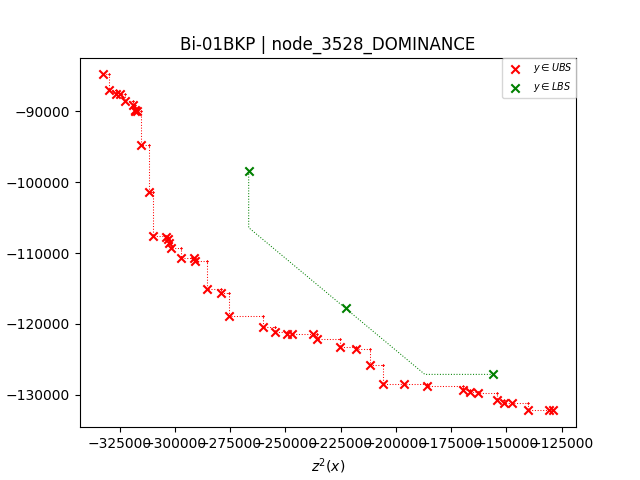 Bi-01BKP | node_3528_DOMINANCE
y ∈ UBS
y ∈ LBS
−90000
−100000
−110000
−120000
−130000
−325000 −300000 −275000 −250000 −225000 −200000 −175000 −150000 −125000
z²(x)